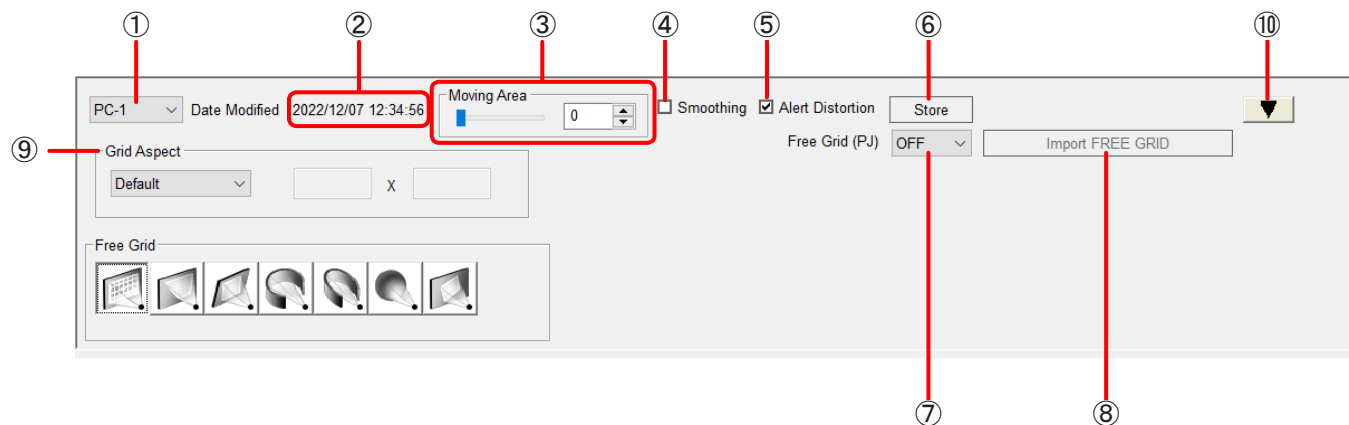 ① ② ③ ④ ⑤ ⑥ ⑩
PC-1 Date Modified 2022/12/07 12:34:56 Moving Area 0 Smoothing Alert Distortion Store
Free Grid (PJ) OFF Import FREE GRID
⑨ Grid Aspect
Default X
Free Grid
⑦ ⑧